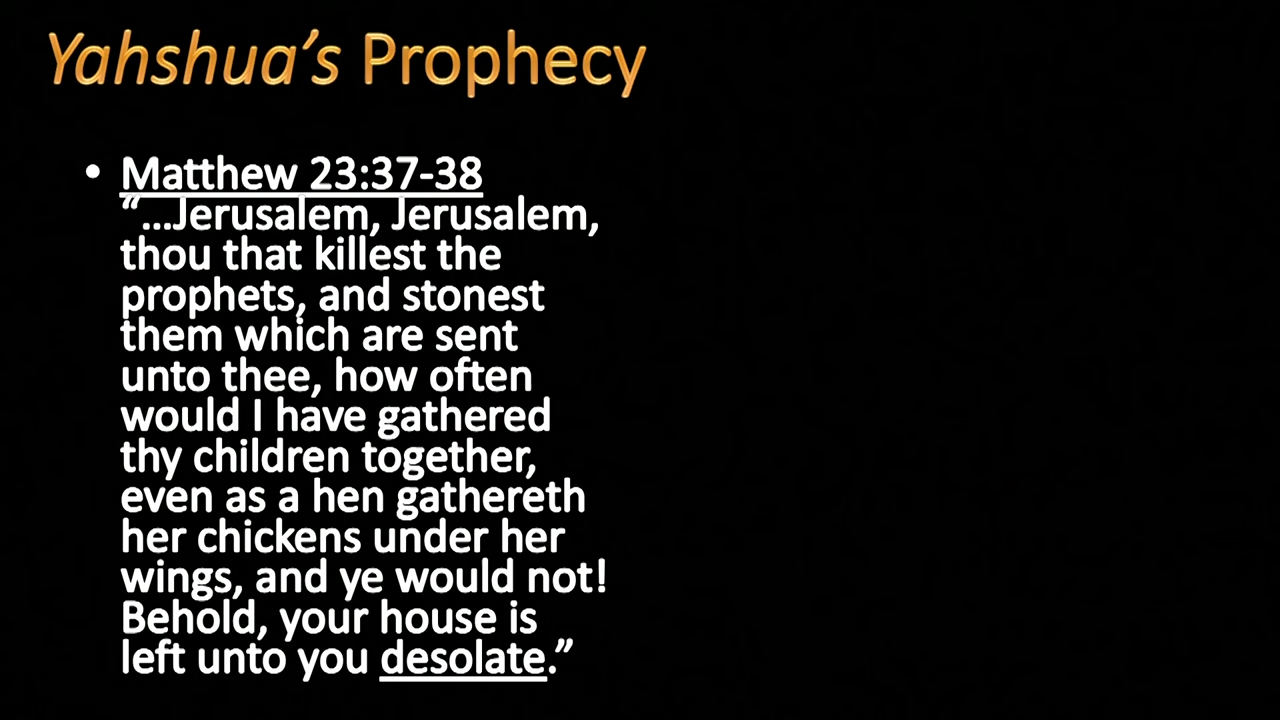 Yahshua’s Prophecy
• Matthew 23:37-38
“…Jerusalem, Jerusalem,
thou that killest the
prophets, and stonest
them which are sent
unto thee, how often
would I have gathered
thy children together,
even as a hen gathereth
her chickens under her
wings, and ye would not!
Behold, your house is
left unto you desolate.”